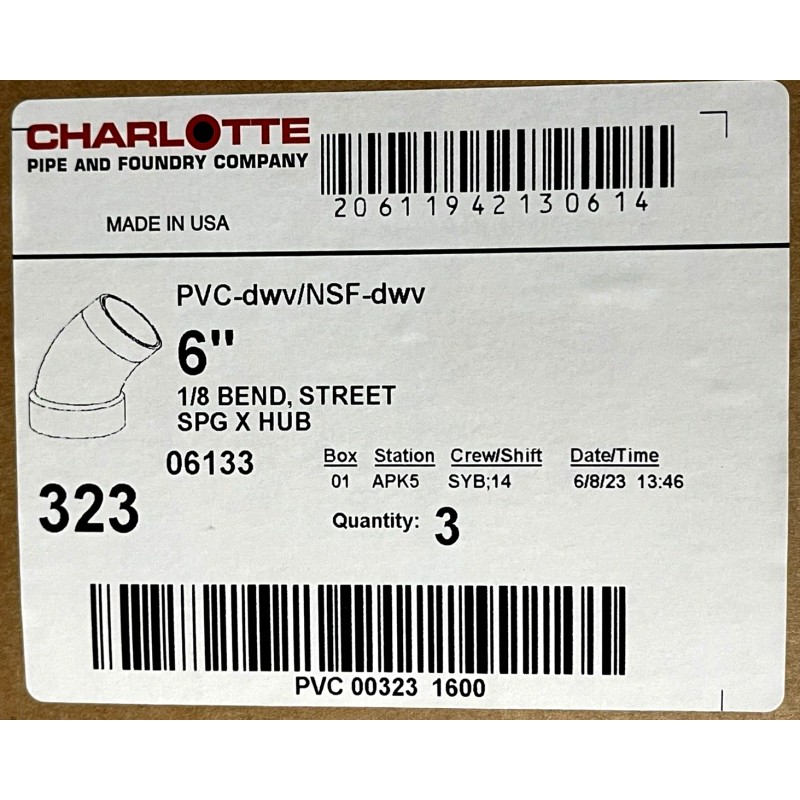 CHARLOTTE
PIPE AND FOUNDRY COMPANY
20611942130614
MADE IN USA
PVC-dwv/NSF-dwv
6"
1/8 BEND, STREET
SPG X HUB
06133
Box Station Crew/Shift Date/Time
01 APK5 SYB;14 6/8/23 13:46
323
Quantity: 3
PVC 00323 1600